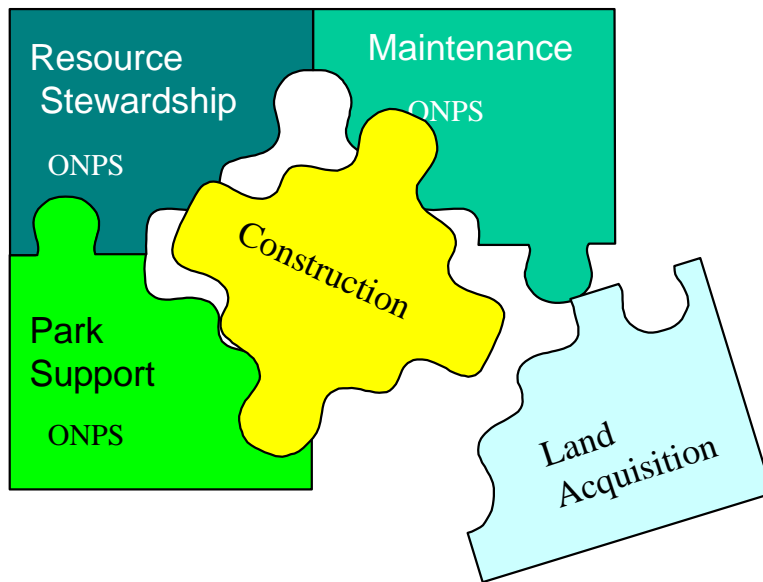 Resource
Stewardship
ONPS
Maintenance
ONPS
Construction
Park
Support
ONPS
Land
Acquisition